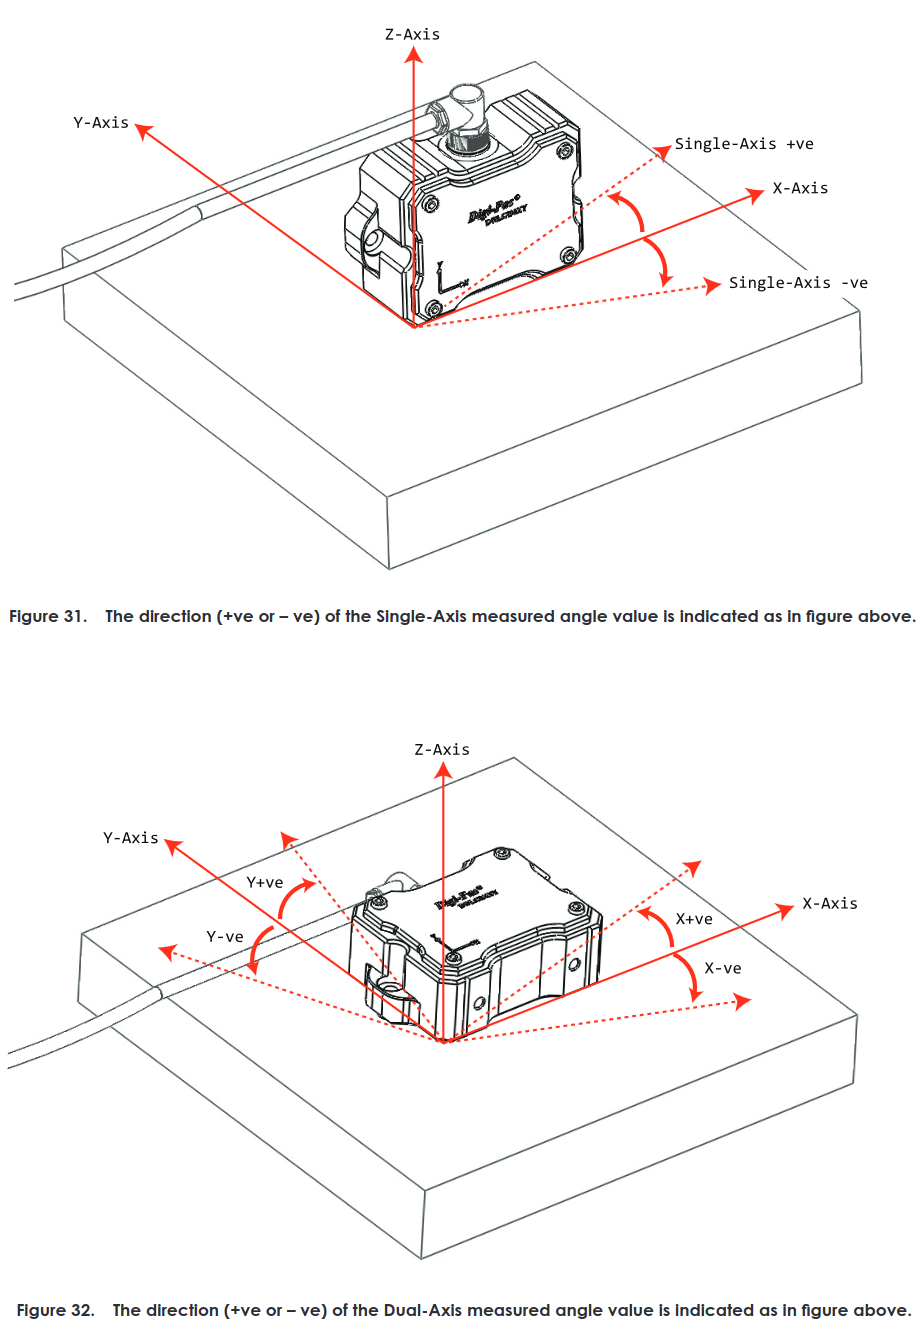 Z-Axis
Y-Axis
Single-Axis +ve
X-Axis
Digi-Pas®
Y
X
Single-Axis -ve
Figure 31. The direction (+ve or – ve) of the Single-Axis measured angle value is indicated as in figure above.
Z-Axis
Y-Axis
Y+ve
Digi-Pas®
X-Axis
X+ve
Y-ve
X-ve
Figure 32. The direction (+ve or – ve) of the Dual-Axis measured angle value is indicated as in figure above.